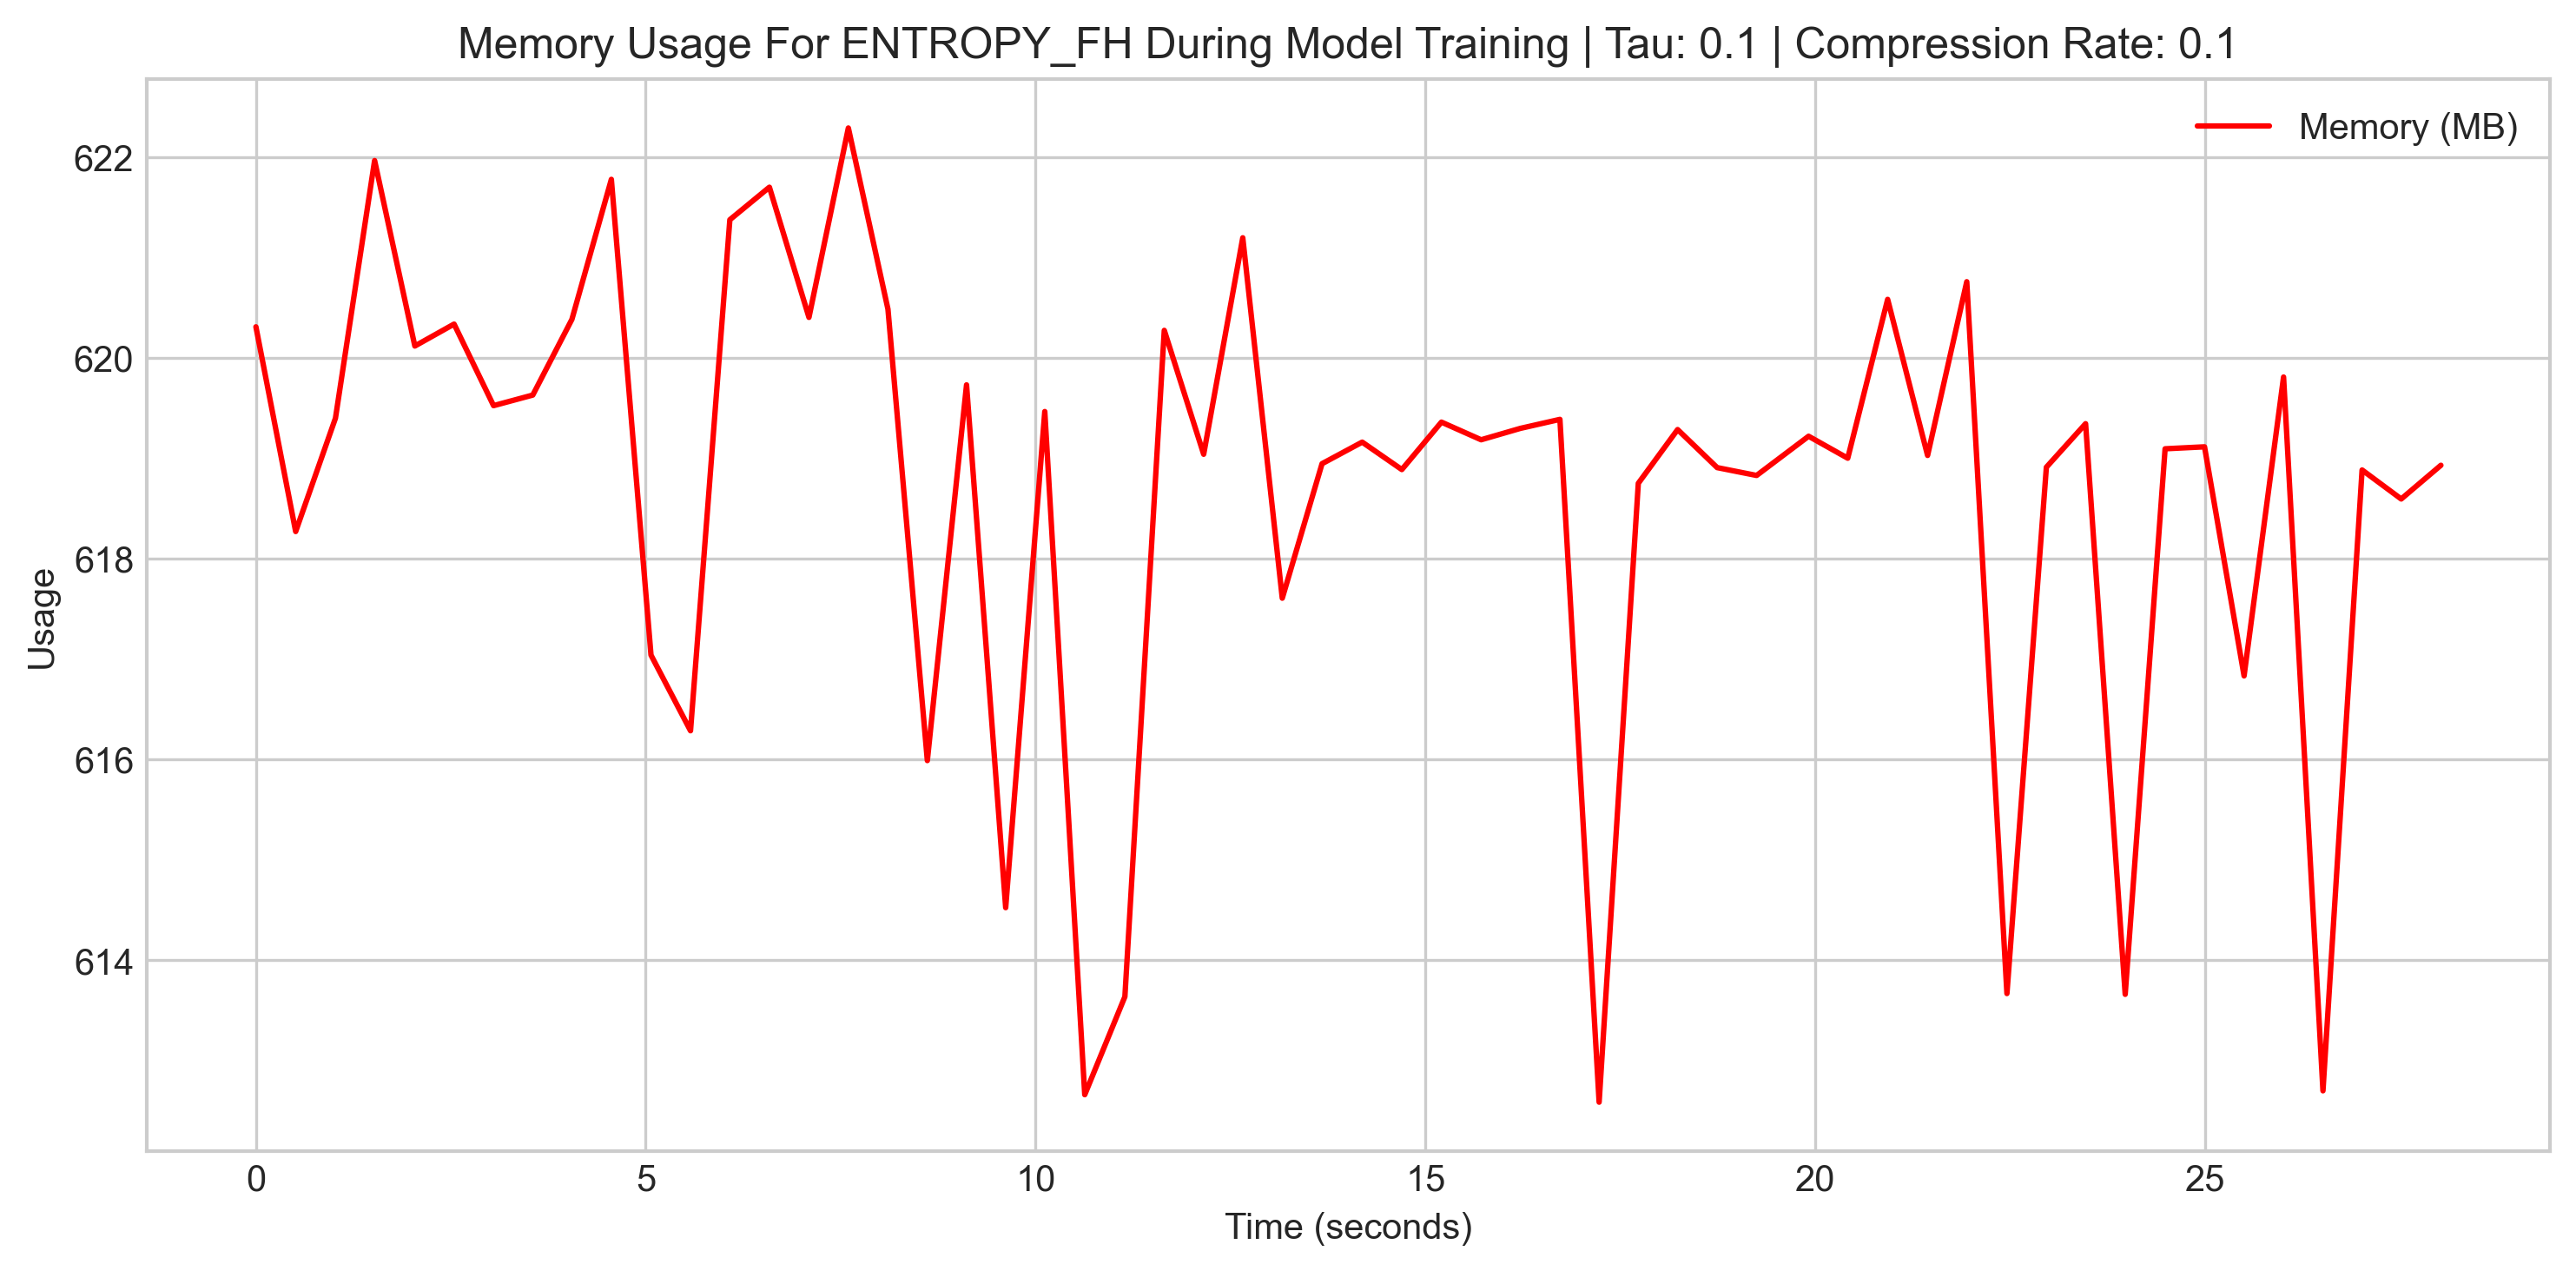 Memory Usage For ENTROPY_FH During Model Training | Tau: 0.1 | Compression Rate: 0.1
Memory (MB)
622
620
618
616
614
Usage
0 5 10 15 20 25
Time (seconds)